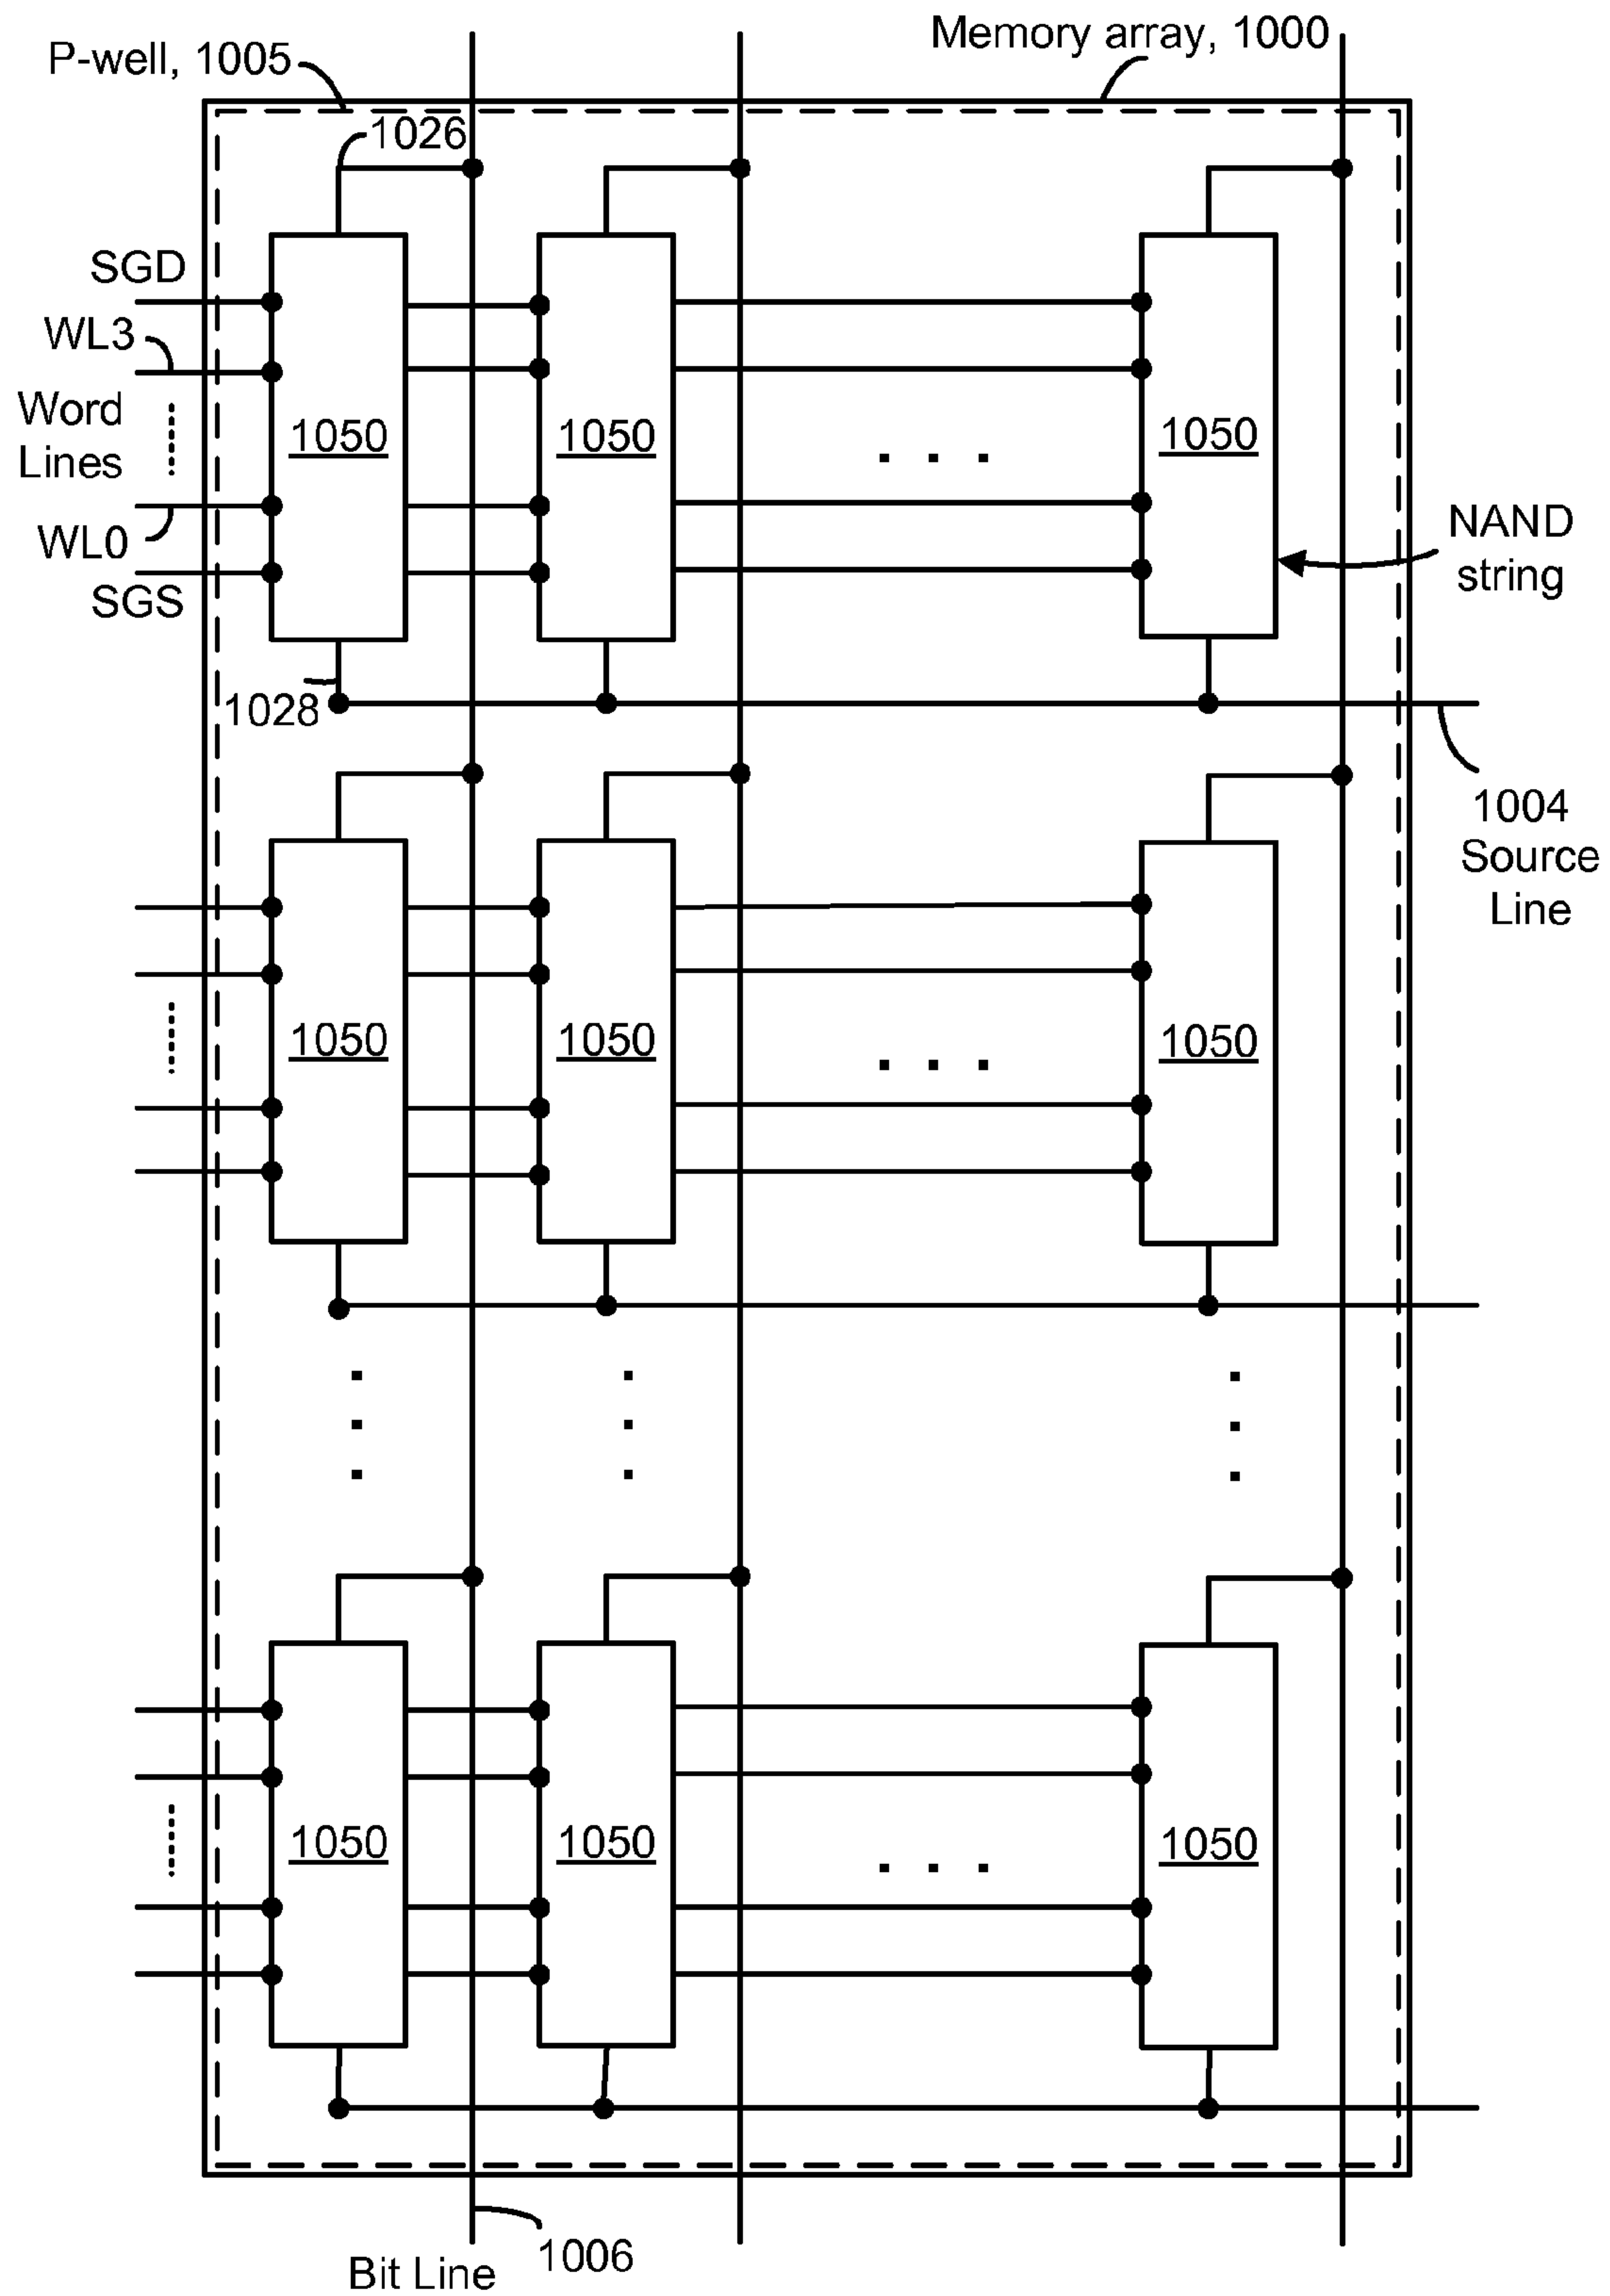 Memory array, 1000
P-well, 1005
1026
SGD
WL3
Word
Lines
WL0
SGS
1050
1050
1050
NAND
string
1028
1004
Source
Line
1050
1050
1050
1050
1050
1050
1006
Bit Line